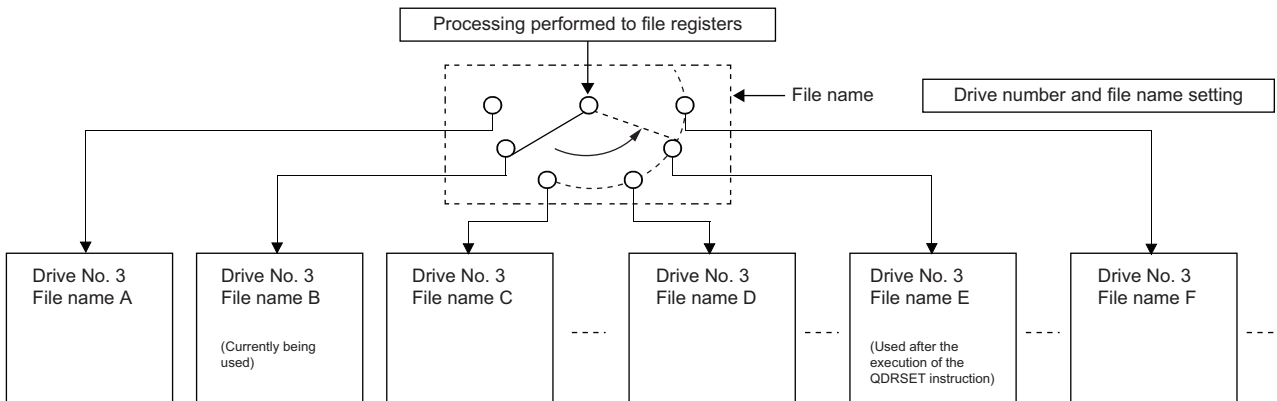 Processing performed to file registers
File name
Drive number and file name setting
Drive No. 3
File name A
Drive No. 3
File name B
(Currently being
used)
Drive No. 3
File name C
Drive No. 3
File name D
Drive No. 3
File name E
(Used after the
execution of the
QDRSET instruction)
Drive No. 3
File name F